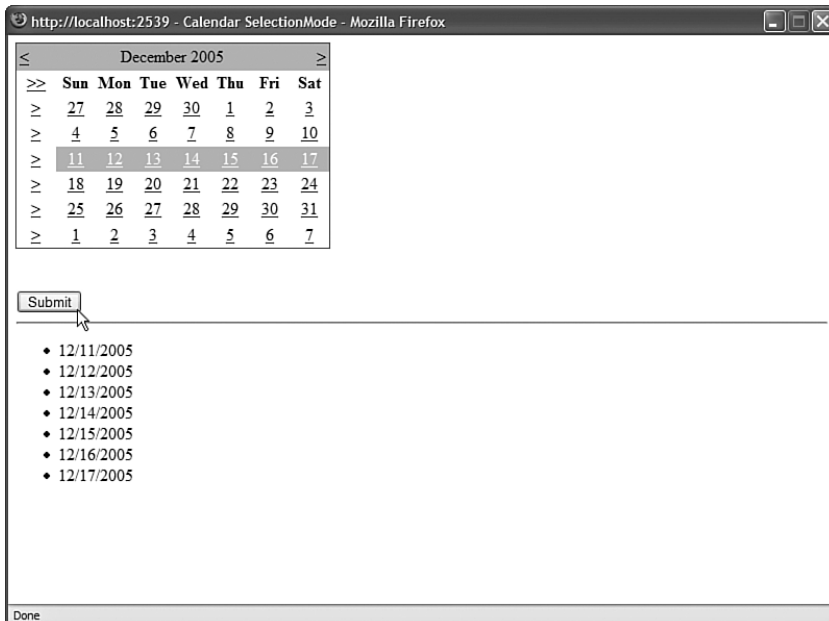 http://localhost:2539 - Calendar SelectionMode - Mozilla Firefox
< December 2005 >
>> Sun Mon Tue Wed Thu Fri Sat
> 27 28 29 30 1 2 3
> 4 5 6 7 8 9 10
> 11 12 13 14 15 16 17
> 18 19 20 21 22 23 24
> 25 26 27 28 29 30 31
> 1 2 3 4 5 6 7
Submit
• 12/11/2005
• 12/12/2005
• 12/13/2005
• 12/14/2005
• 12/15/2005
• 12/16/2005
• 12/17/2005
Done